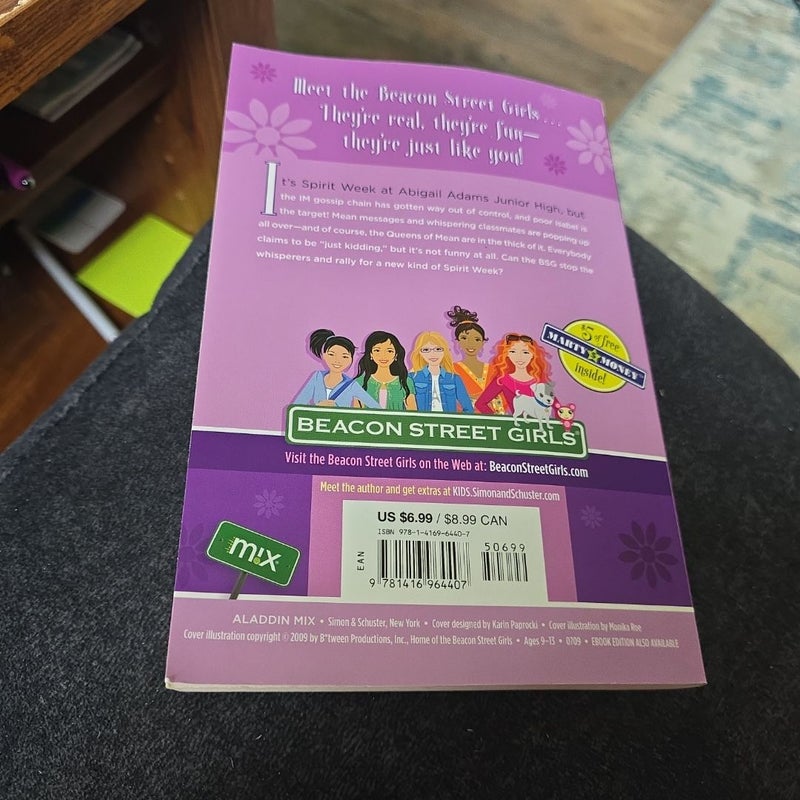 Meet the Beacon Street Girls...
They're real, they're fun—
they're just like you!
It's Spirit Week at Abigail Adams Junior High, but
the IM gossip chain has gotten way out of control, and poor Isabel is
the target! Mean messages and whispering classmates are popping up
all over—and of course, the Queens of Mean are in the thick of it. Everybody
claims to be "just kidding," but it's not funny at all. Can the BSG stop the
whisperers and rally for a new kind of Spirit Week?
$5 of free
MARTY MONEY™
inside!
BEACON STREET GIRLS®
Visit the Beacon Street Girls on the Web at: BeaconStreetGirls.com
Meet the author and get extras at KIDS.SimonandSchuster.com
US $6.99 / $8.99 CAN
ISBN 978-1-4169-6440-7
50699
EAN
9 781416 964407
m!x
ALADDIN MIX • Simon & Schuster, New York • Cover designed by Karin Paprocki • Cover illustration by Monika Roe
Cover illustration copyright © 2009 by B*tween Productions, Inc., Home of the Beacon Street Girls • Ages 9–13 • 0709 • EBOOK EDITION ALSO AVAILABLE